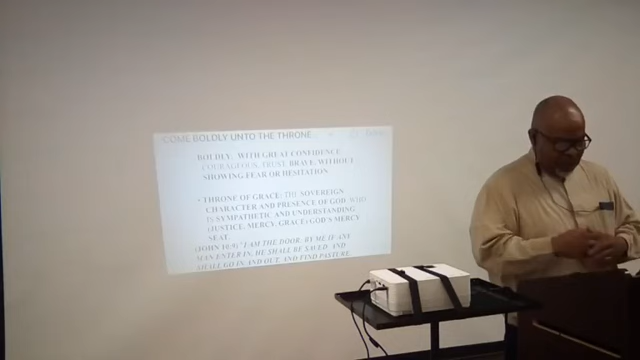 COME BOLDLY UNTO THE THRONE...
BOLDLY: WITH GREAT CONFIDENCE
COURAGEOUS, TRUST, BRAVE, WITHOUT
SHOWING FEAR OR HESITATION
• THRONE OF GRACE: THE SOVEREIGN
CHARACTER AND PRESENCE OF GOD, WHO
IS SYMPATHETIC AND UNDERSTANDING
(JUSTICE, MERCY, GRACE) GOD'S MERCY
SEAT.
(JOHN 10:9) "I AM THE DOOR: BY ME IF ANY
MAN ENTER IN, HE SHALL BE SAVED, AND
SHALL GO IN AND OUT, AND FIND PASTURE